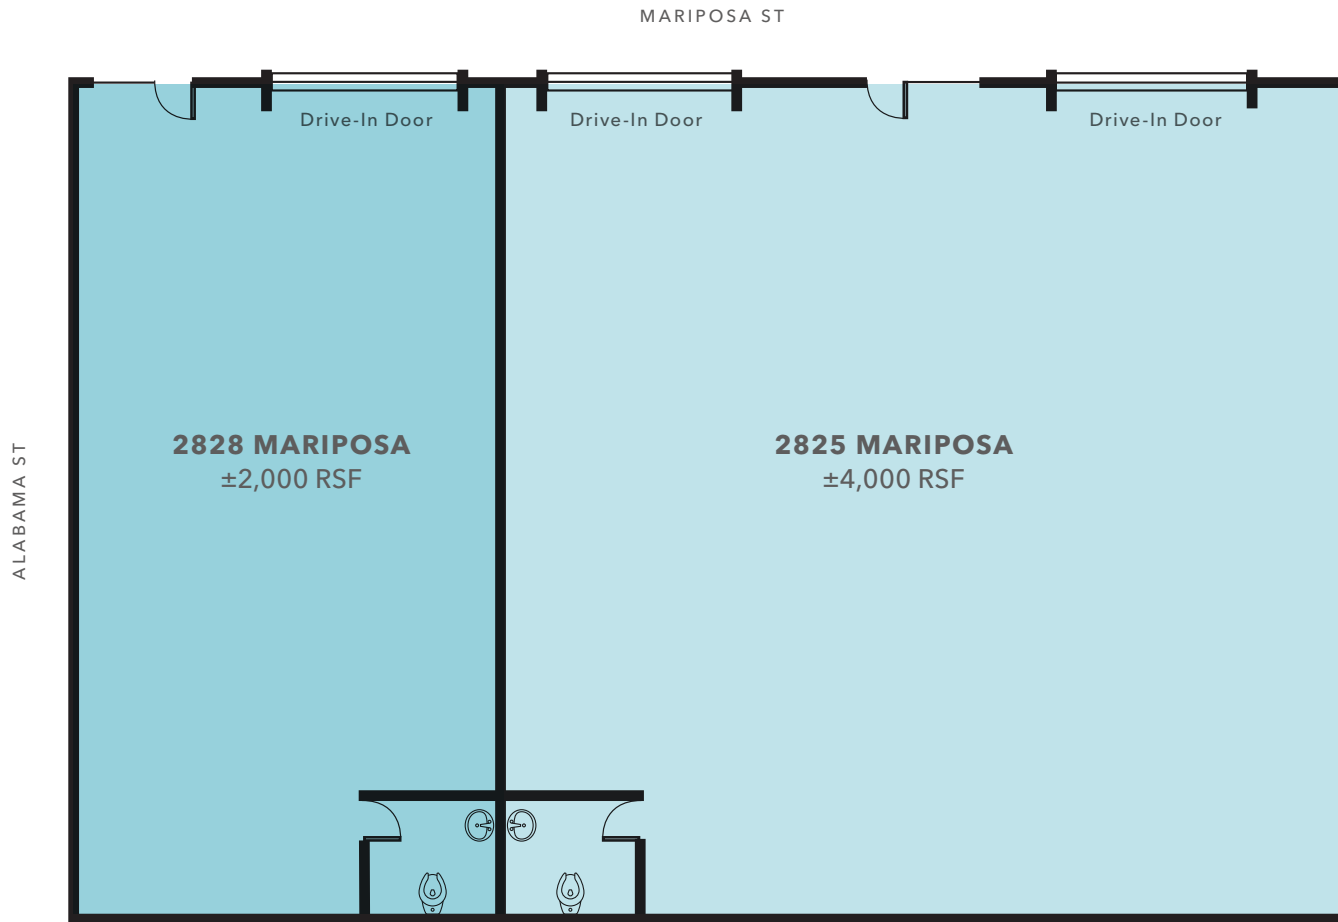 MARIPOSA ST
Drive-In Door
Drive-In Door
Drive-In Door
2828 MARIPOSA
±2,000 RSF
2825 MARIPOSA
±4,000 RSF
ALABAMA ST